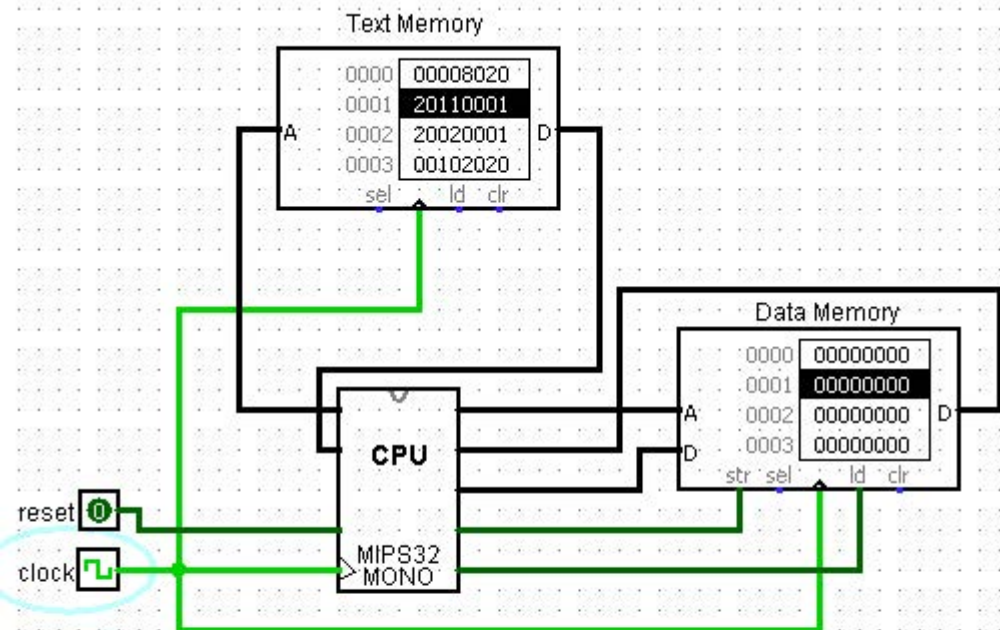 Text Memory
0000 00008020
0001 20110001
A 0002 20020001 D
0003 00102020
sel ld clr
Data Memory
0000 00000000
0001 00000000
A 0002 00000000 D
D 0003 00000000
str sel ld clr
CPU
reset 0
clock
MIPS32
MONO